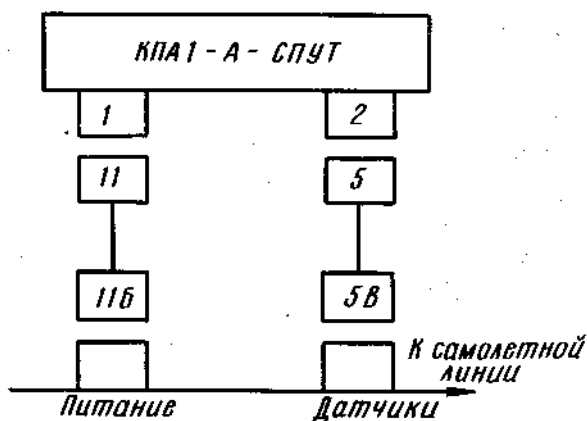 КПА1-А-СПУТ
1 2
11 5
11Б 5В
К самолетной
линии
Питание Датчики